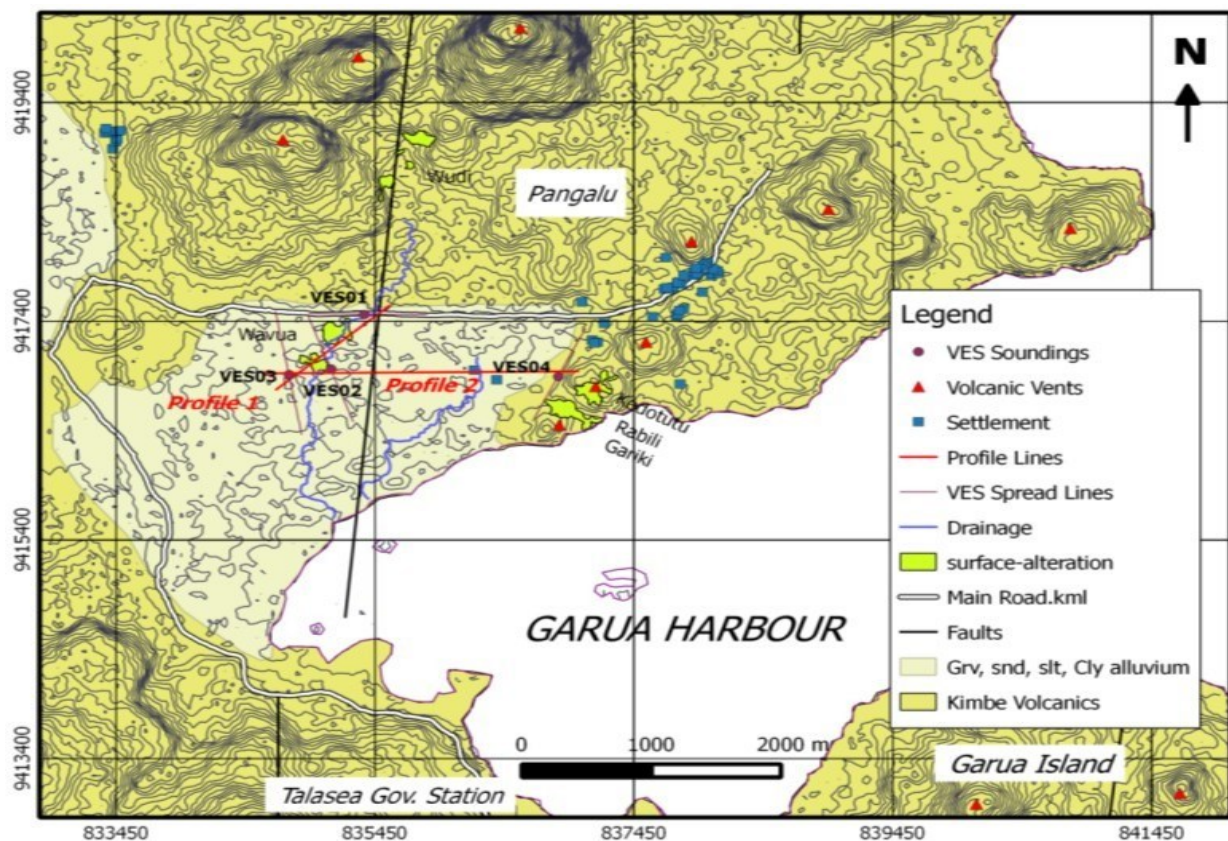 N
9419400
Wudi
Pangalu
VES01
9417400
Wavua
VES03
VES02
Profile 1
Profile 2
VES04
Kadotutu
Rabili
Gariki
9415400
GARUA HARBOUR
Legend
VES Soundings
Volcanic Vents
Settlement
Profile Lines
VES Spread Lines
Drainage
surface-alteration
Main Road.kml
Faults
Grv, snd, slt, Cly alluvium
Kimbe Volcanics
9413400
0 1000 2000 m
Talasea Gov. Station
Garua Island
833450 835450 837450 839450 841450